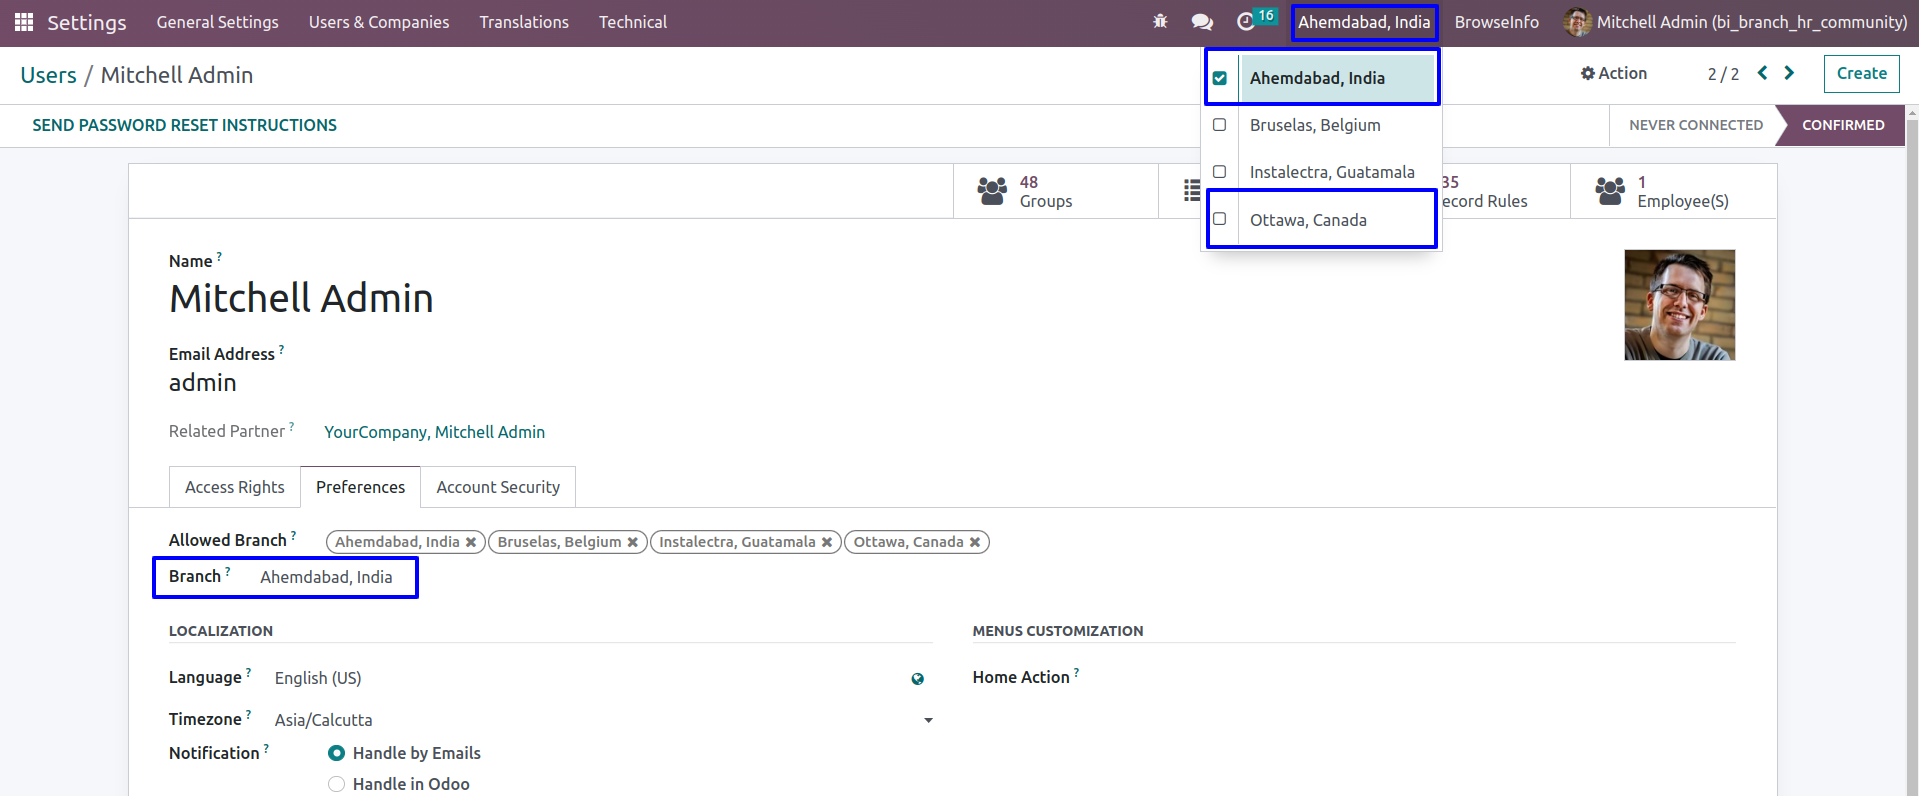 Settings General Settings Users & Companies Translations Technical 16 Ahemdabad, India BrowseInfo Mitchell Admin (bi_branch_hr_community)
Users / Mitchell Admin Action 2 / 2 Create
Ahemdabad, India
Bruselas, Belgium
Instalectra, Guatamala
Ottawa, Canada
SEND PASSWORD RESET INSTRUCTIONS NEVER CONNECTED CONFIRMED
48
Groups
35
ecord Rules
1
Employee(S)
Name ?
Mitchell Admin
Email Address ?
admin
Related Partner ? YourCompany, Mitchell Admin
Access Rights Preferences Account Security
Allowed Branch ? Ahemdabad, India Bruselas, Belgium Instalectra, Guatamala Ottawa, Canada
Branch ? Ahemdabad, India
LOCALIZATION MENUS CUSTOMIZATION
Language ? English (US) Home Action ?
Timezone ? Asia/Calcutta
Notification ? Handle by Emails
Handle in Odoo